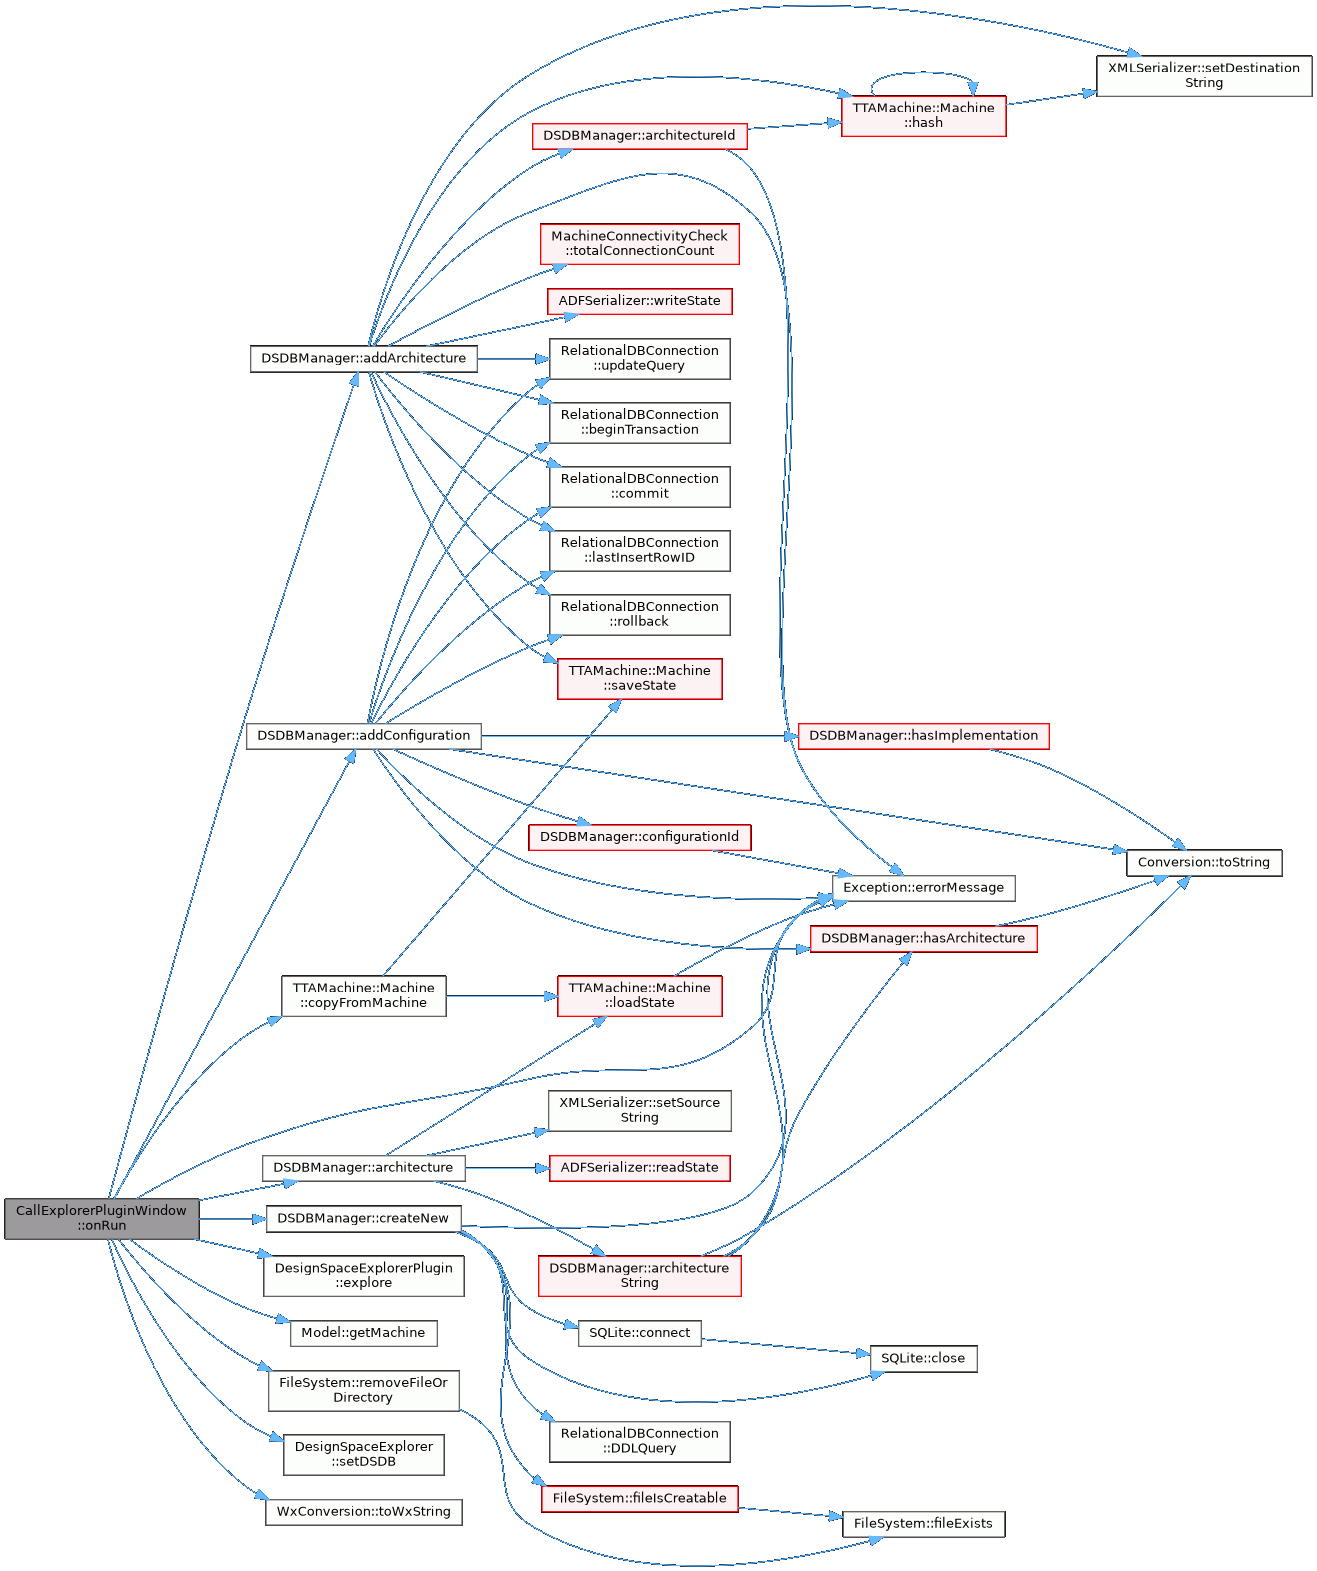 XMLSerializer::setDestination
String
TTAMachine::Machine
::hash
DSDBManager::architectureId
MachineConnectivityCheck
::totalConnectionCount
ADFSerializer::writeState
DSDBManager::addArchitecture
RelationalDBConnection
::updateQuery
RelationalDBConnection
::beginTransaction
RelationalDBConnection
::commit
RelationalDBConnection
::lastInsertRowID
RelationalDBConnection
::rollback
TTAMachine::Machine
::saveState
DSDBManager::addConfiguration
DSDBManager::hasImplementation
DSDBManager::configurationId
Conversion::toString
Exception::errorMessage
DSDBManager::hasArchitecture
TTAMachine::Machine
::copyFromMachine
TTAMachine::Machine
::loadState
XMLSerializer::setSource
String
DSDBManager::architecture
ADFSerializer::readState
CallExplorerPluginWindow
::onRun
DSDBManager::createNew
DesignSpaceExplorerPlugin
::explore
DSDBManager::architecture
String
Model::getMachine
SQLite::connect
SQLite::close
FileSystem::removeFileOr
Directory
RelationalDBConnection
::DDLQuery
DesignSpaceExplorer
::setDSDB
FileSystem::fileIsCreatable
WxConversion::toWxString
FileSystem::fileExists